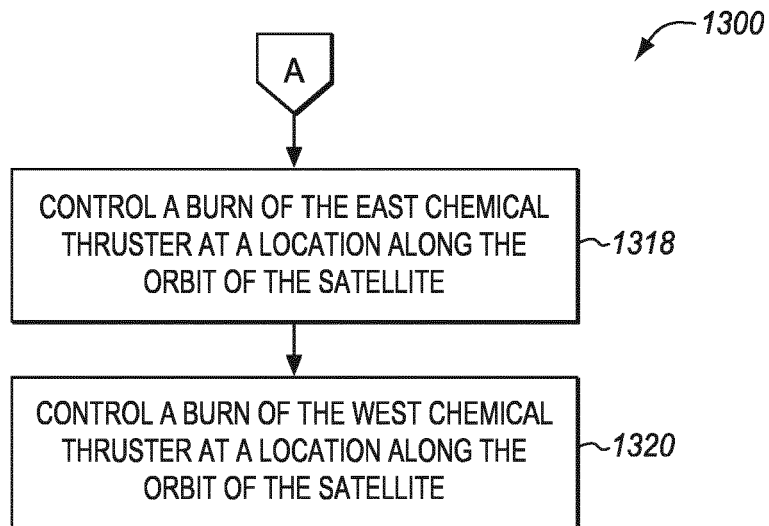 1300
A
CONTROL A BURN OF THE EAST CHEMICAL
THRUSTER AT A LOCATION ALONG THE
ORBIT OF THE SATELLITE
1318
CONTROL A BURN OF THE WEST CHEMICAL
THRUSTER AT A LOCATION ALONG THE
ORBIT OF THE SATELLITE
1320